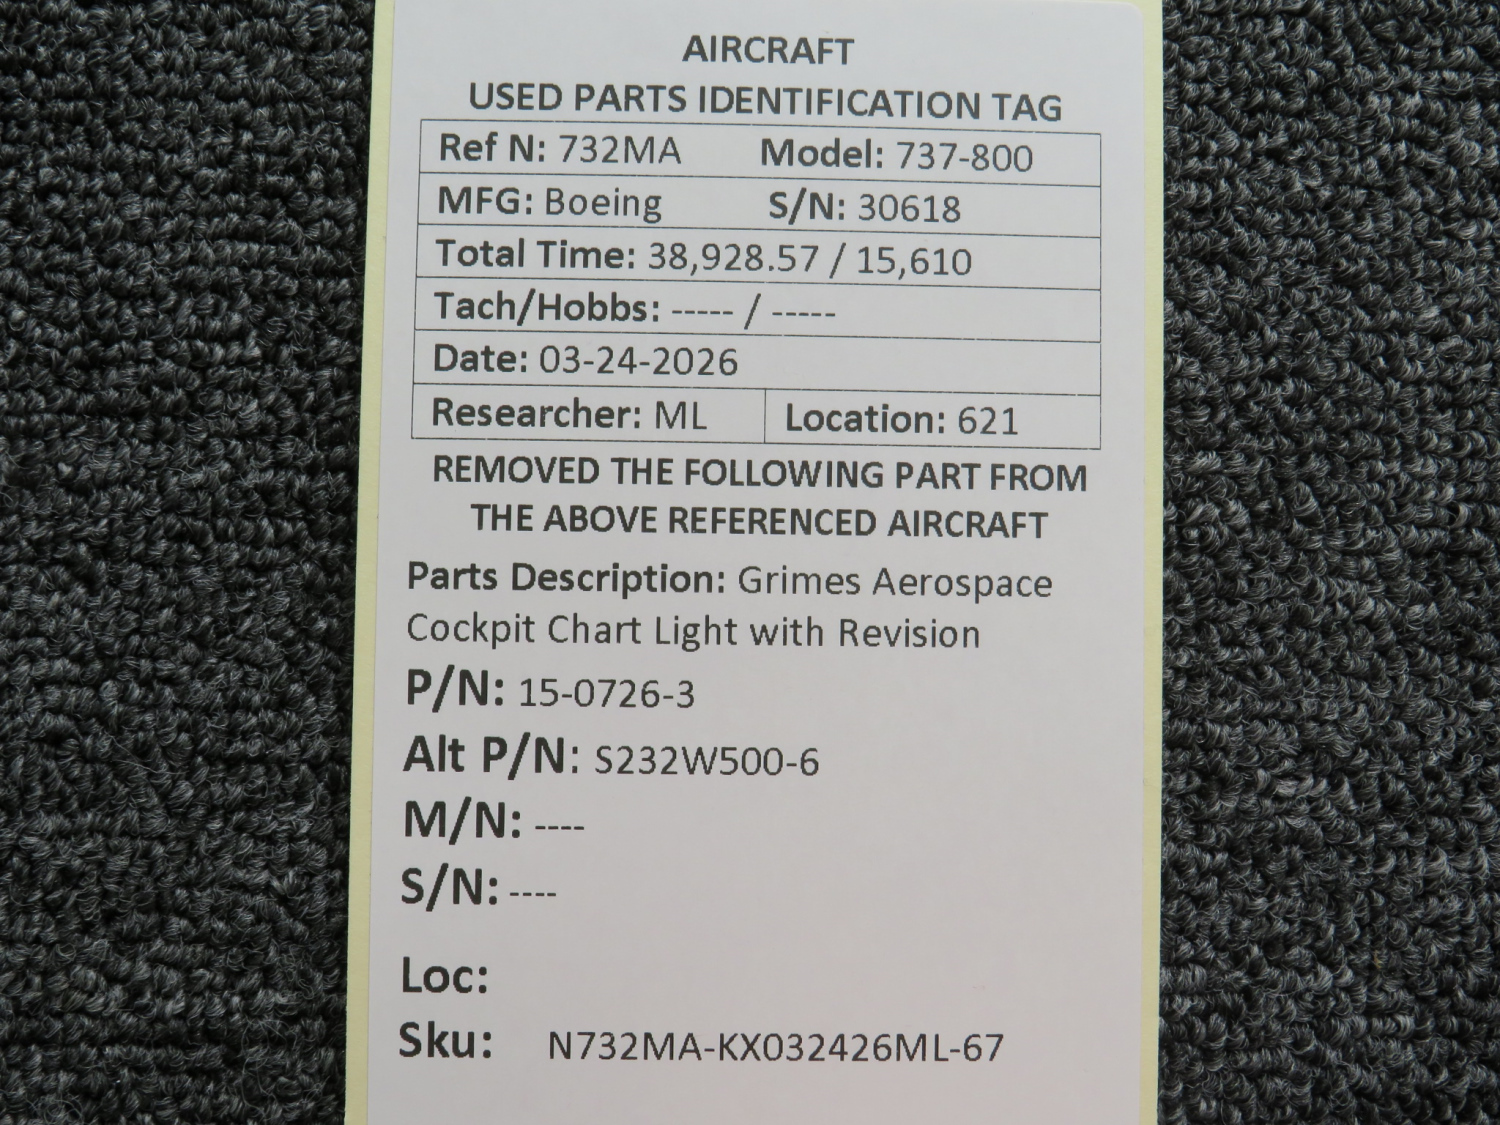 AIRCRAFT
USED PARTS IDENTIFICATION TAG
Ref N: 732MA Model: 737-800
MFG: Boeing S/N: 30618
Total Time: 38,928.57 / 15,610
Tach/Hobbs: ----- / -----
Date: 03-24-2026
Researcher: ML Location: 621
REMOVED THE FOLLOWING PART FROM
THE ABOVE REFERENCED AIRCRAFT
Parts Description: Grimes Aerospace
Cockpit Chart Light with Revision
P/N: 15-0726-3
Alt P/N: S232W500-6
M/N: ----
S/N: ----
Loc:
Sku: N732MA-KX032426ML-67